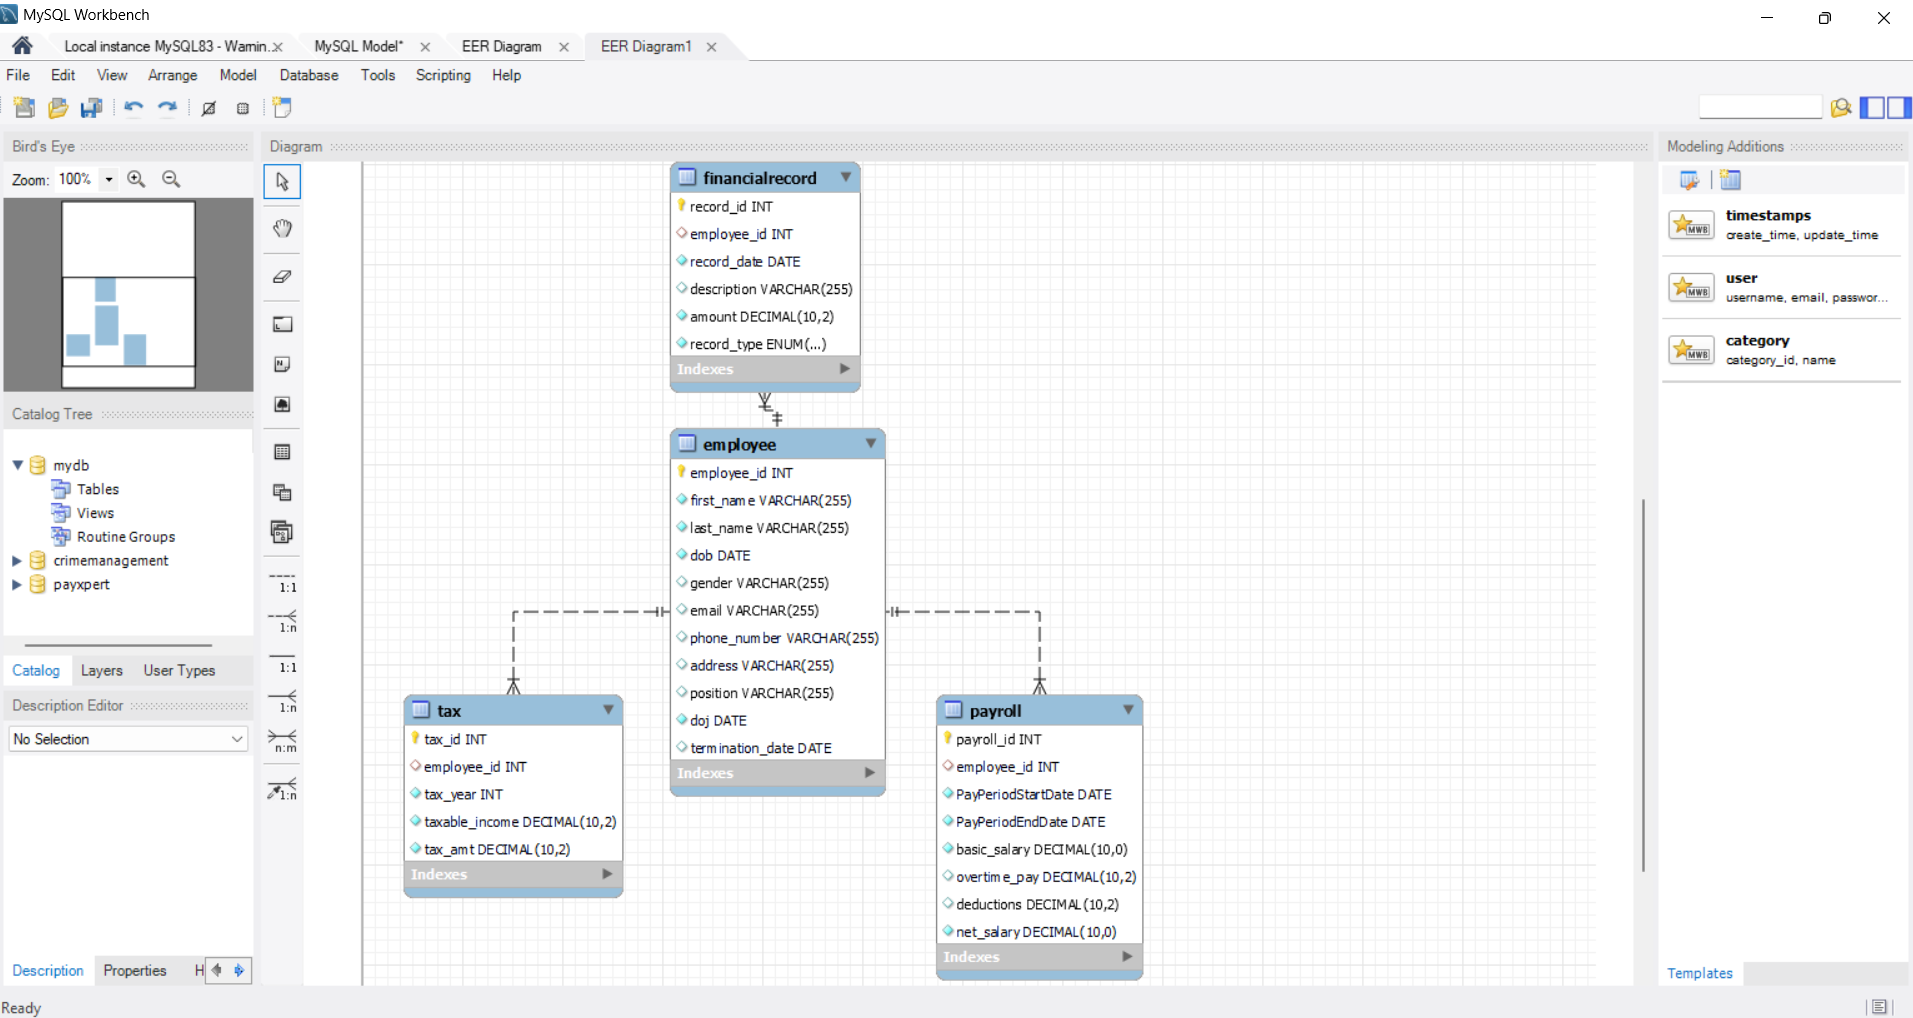 MySQL Workbench
Local instance MySQL83 - Warnin..
MySQL Model*
EER Diagram
EER Diagram1
File Edit View Arrange Model Database Tools Scripting Help
Bird's Eye
Zoom: 100%
Diagram
financialrecord
record_id INT
employee_id INT
record_date DATE
description VARCHAR(255)
amount DECIMAL(10,2)
record_type ENUM(...)
Indexes
employee
employee_id INT
first_name VARCHAR(255)
last_name VARCHAR(255)
dob DATE
gender VARCHAR(255)
email VARCHAR(255)
phone_number VARCHAR(255)
address VARCHAR(255)
position VARCHAR(255)
doj DATE
termination_date DATE
Indexes
tax
tax_id INT
employee_id INT
tax_year INT
taxable_income DECIMAL(10,2)
tax_amt DECIMAL(10,2)
Indexes
payroll
payroll_id INT
employee_id INT
PayPeriodStartDate DATE
PayPeriodEndDate DATE
basic_salary DECIMAL(10,0)
overtime_pay DECIMAL(10,2)
deductions DECIMAL(10,2)
net_salary DECIMAL(10,0)
Indexes
1:1
1:n
1:1
1:n
n:m
1:n
Catalog Tree
mydb
Tables
Views
Routine Groups
crimemanagement
payxpert
Catalog Layers User Types
Description Editor
No Selection
Description Properties H
Modeling Additions
MWB
timestamps
create_time, update_time
MWB
user
username, email, passwor...
MWB
category
category_id, name
Templates
Ready